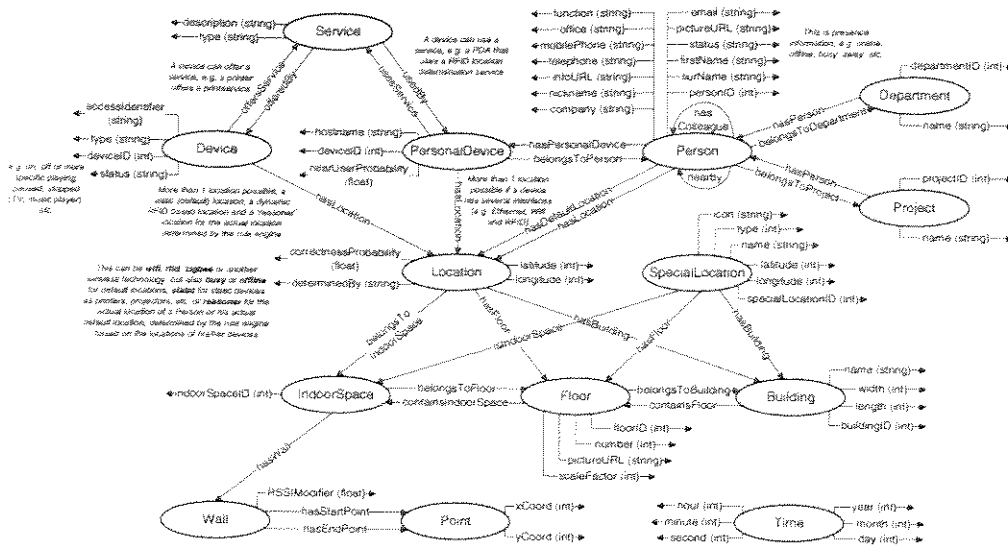 description (string)
type (string)
Service
A device can use a
service, e.g. a PDA that
uses a RFID location
determination service
A device can offer a
service, e.g. a printer
offers a printservice
offersService
offeredBy
usesService
usedBy
function (string)
office (string)
mobilePhone (string)
telephone (string)
infoURL (string)
nickname (string)
company (string)
email (string)
pictureURL (string)
status (string)
firstName (string)
surName (string)
personID (int)
This is presence
information, e.g. online,
offline, busy, away, etc.
departmentID (int)
Department
name (string)
accessIdentifier
(string)
type (string)
deviceID (int)
status (string)
Device
hostname (string)
deviceID (int)
nearUserProbability
(float)
PersonalDevice
hasPersonalDevice
belongsToPerson
has
Coleague
Person
nearby
hasPerson
belongsToDepartment
hasPerson
belongsToProject
projectID (int)
Project
name (string)
e.g. on, off or more
specific playing,
paused, stopped
(TV, music player)
etc.
More than 1 location possible, a
static (default) location, a dynamic
RFID based location and a 'reasoner'
location for the actual location
determined by the rule engine
hasLocation
hasLocation
More than 1 location
possible if a device
has several interfaces
(e.g. Ethernet, Wifi
and RFID)
hasDefaultLocation
hasLocation
correctnessProbability
(float)
determinedBy (string)
Location
latitude (int)
longitude (int)
icon (string)
type (int)
name (string)
SpecialLocation
latitude (int)
longitude (int)
specialLocationID (int)
This can be wifi, rfid, zigbee or another
wireless technology, but also busy or offline
for default locations, static for static devices
as printers, projectors, etc. or reasoner for the
actual location of a Person or his actual
default location, determined by the rule engine
based on the locations of his/her devices
belongsTo
IndoorSpace
hasFloor
hasBuilding
isIndoorSpace
hasFloor
hasBuilding
indoorSpaceID (int)
IndoorSpace
belongsToFloor
containsIndoorSpace
Floor
belongsToBuilding
containsFloor
Building
name (string)
width (int)
length (int)
buildingID (int)
floorID (int)
number (int)
pictureURL (string)
scaleFactor (int)
hasWall
RSSIModifier (float)
Wall
hasStartPoint
hasEndPoint
Point
xCoord (int)
yCoord (int)
hour (int)
minute (int)
second (int)
Time
year (int)
month (int)
day (int)